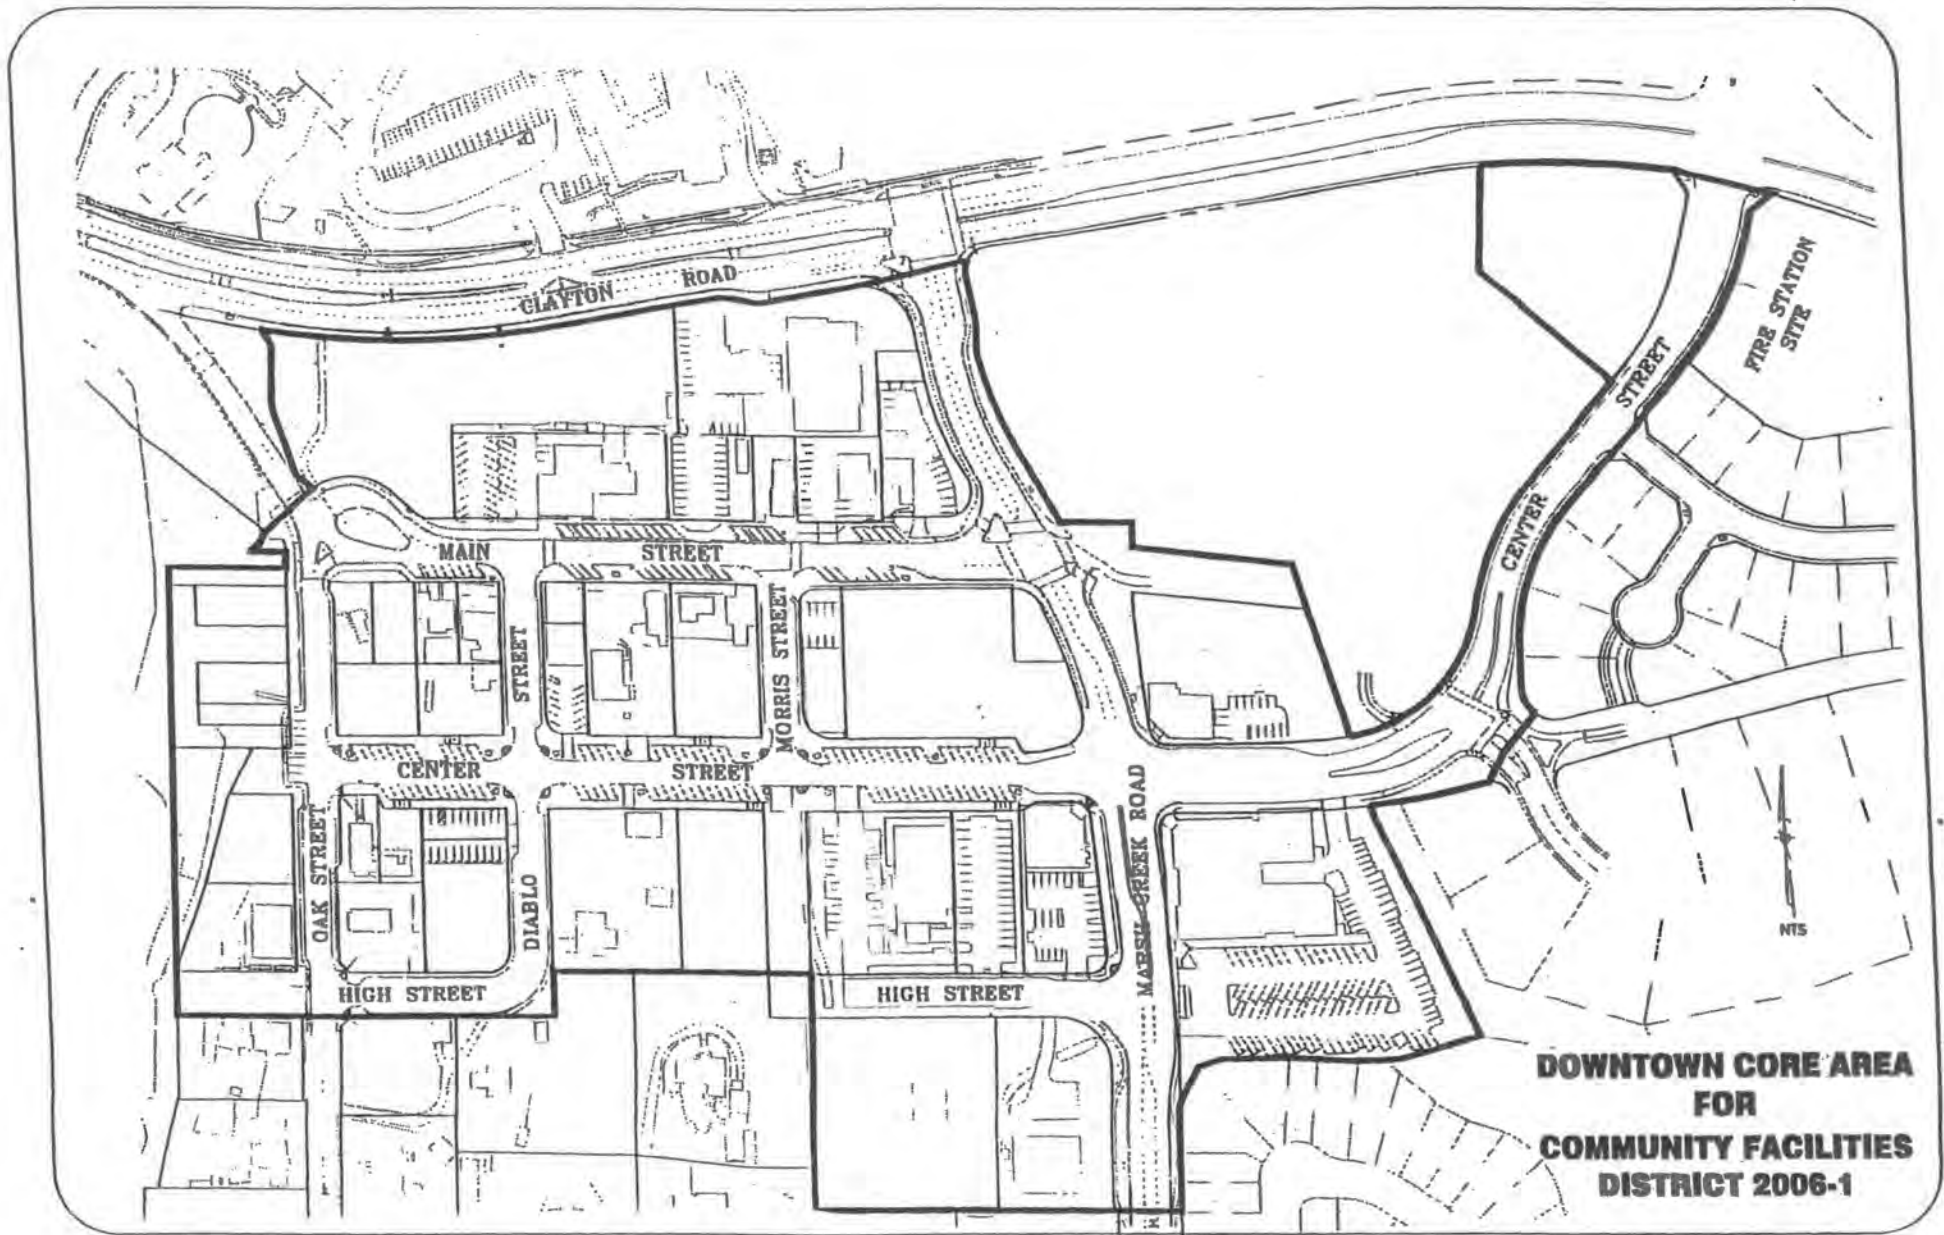 CLAYTON ROAD
FIRE STATION
SITE
CENTER STREET
MAIN STREET
STREET
MORRIS STREET
CENTER STREET
OAK STREET
DIABLO
MARSH CREEK ROAD
HIGH STREET
HIGH STREET
NTS
DOWNTOWN CORE AREA
FOR
COMMUNITY FACILITIES
DISTRICT 2006-1